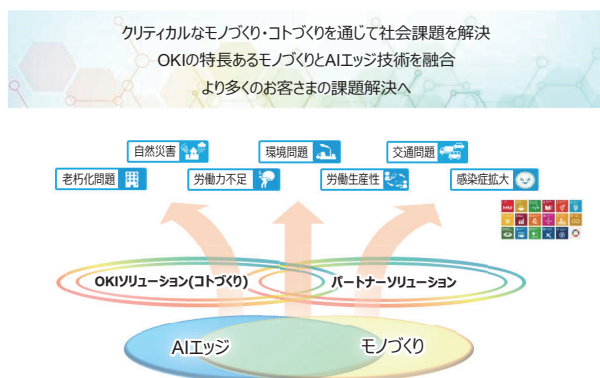 クリティカルなモノづくり・コトづくりを通じて社会課題を解決
OKIの特長あるモノづくりとAIエッジ技術を融合
より多くのお客さまの課題解決へ
自然災害
環境問題
交通問題
老朽化問題
労働力不足
労働生産性
感染症拡大
OKIソリューション(コトづくり)
パートナーソリューション
AIエッジ
モノづくり